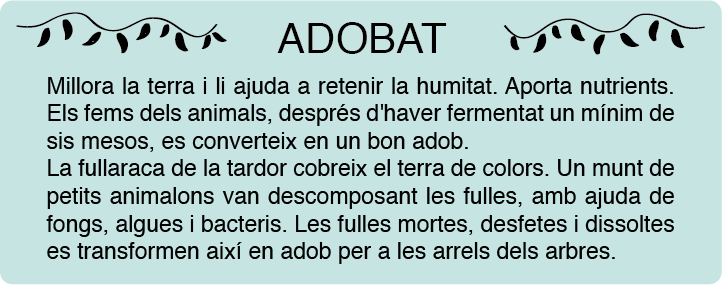 ADOBAT
Millora la terra i li ajuda a retenir la humitat. Aporta nutrients.
Els fems dels animals, després d'haver fermentat un mínim de
sis mesos, es converteix en un bon adob.
La fullaraca de la tardor cobreix el terra de colors. Un munt de
petits animalons van descomposant les fulles, amb ajuda de
fongs, algues i bacteris. Les fulles mortes, desfetes i dissoltes
es transformen així en adob per a les arrels dels arbres.